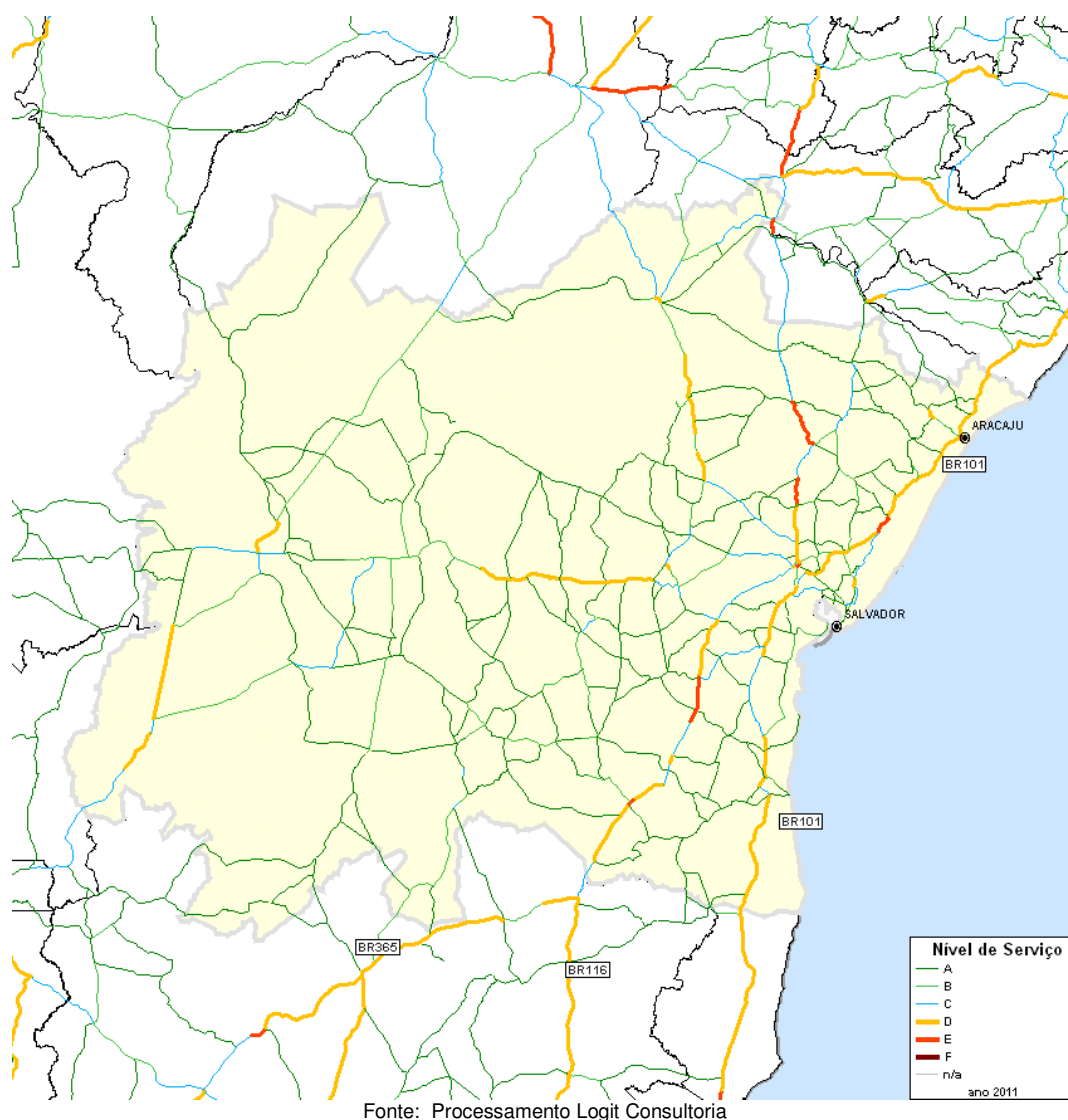 ARACAJU
BR101
SALVADOR
BR101
BR365
BR116
Nível de Serviço
A
B
C
D
E
F
n/a
ano 2011
Fonte: Processamento Logit Consultoria